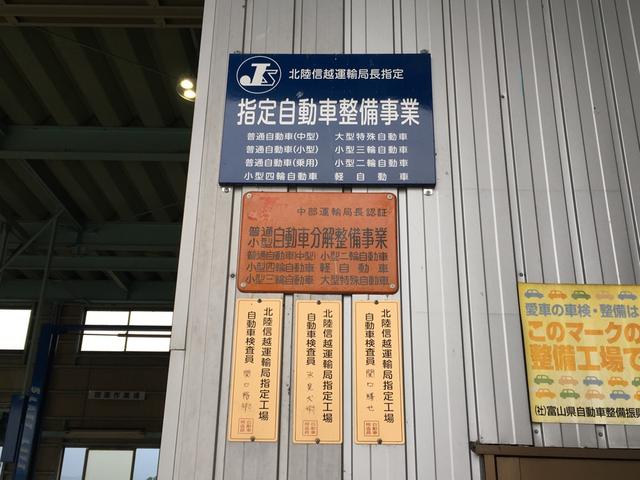 JS
北陸信越運輸局長指定
指定自動車整備事業
普通自動車(中型) 大型特殊自動車
普通自動車(小型) 小型三輪自動車
普通自動車(乗用) 小型二輪自動車
小型四輪自動車 軽自動車
中部運輸局長認証
普通小型自動車分解整備事業
普通自動車(中型) 小型二輪自動車
小型四輪自動車 軽自動車
小型三輪自動車 大型特殊自動車
北陸信越運輸局指定工場
自動車検査員
北陸信越運輸局指定工場
自動車検査員
北陸信越運輸局指定工場
自動車検査員 関口
愛車の車検・整備は
このマークの
整備工場で
(社)富山県自動車整備振